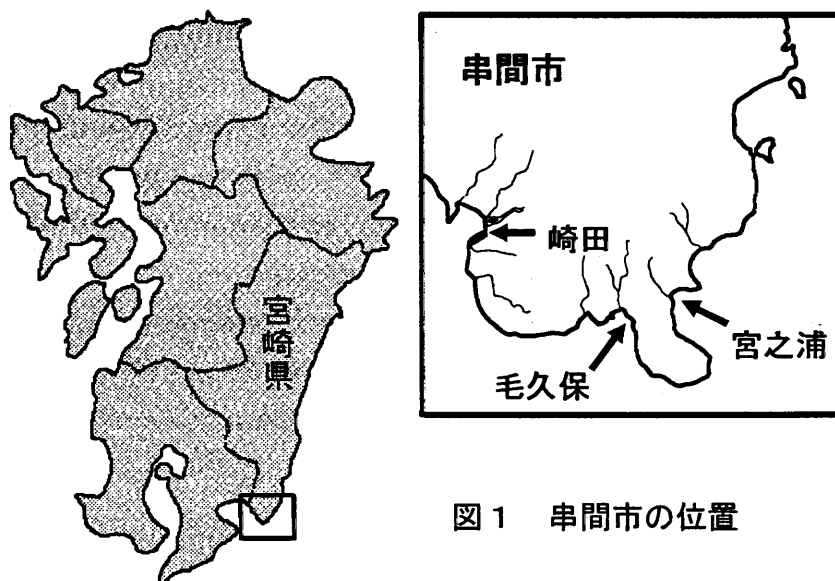 宮崎県
串間市
崎田
宮之浦
毛久保
図1 串間市の位置